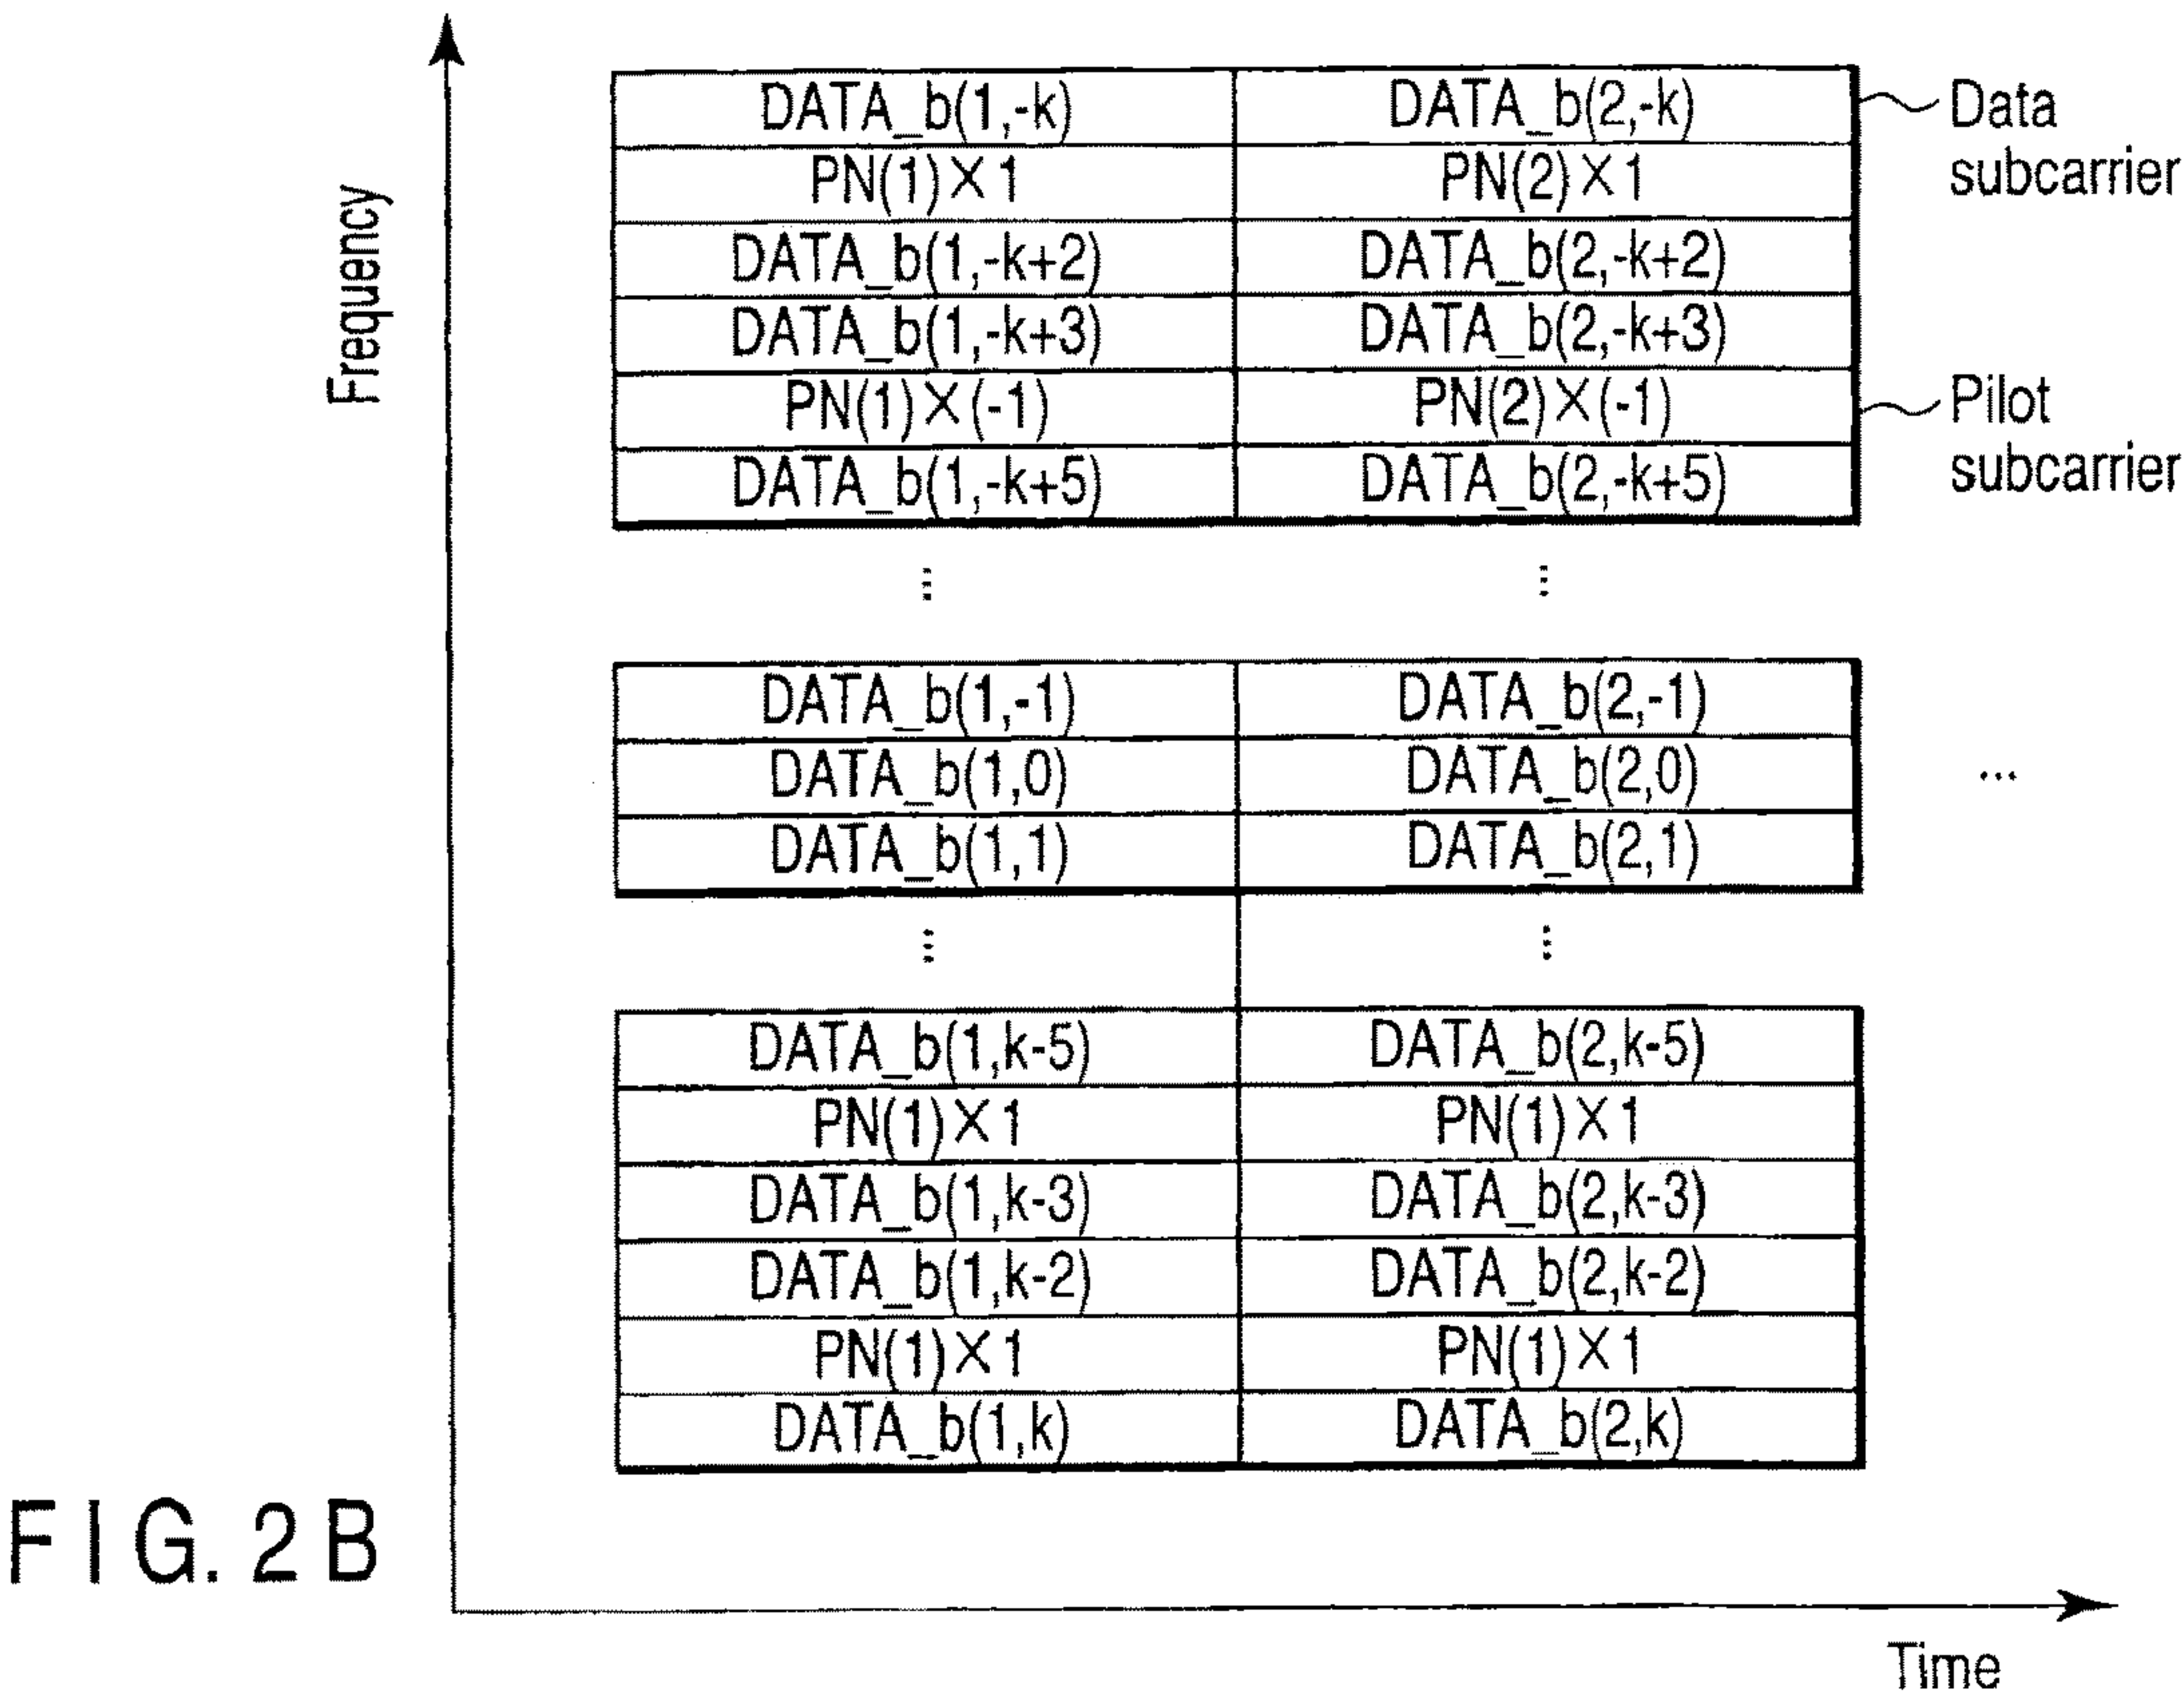 Frequency
DATA_b(1,-k) DATA_b(2,-k)
PN(1)×1 PN(2)×1
DATA_b(1,-k+2) DATA_b(2,-k+2)
DATA_b(1,-k+3) DATA_b(2,-k+3)
PN(1)×(-1) PN(2)×(-1)
DATA_b(1,-k+5) DATA_b(2,-k+5)
Data
subcarrier
Pilot
subcarrier
... ...
DATA_b(1,-1) DATA_b(2,-1)
DATA_b(1,0) DATA_b(2,0) ...
DATA_b(1,1) DATA_b(2,1)
... ...
DATA_b(1,k-5) DATA_b(2,k-5)
PN(1)×1 PN(1)×1
DATA_b(1,k-3) DATA_b(2,k-3)
DATA_b(1,k-2) DATA_b(2,k-2)
PN(1)×1 PN(1)×1
DATA_b(1,k) DATA_b(2,k)
FIG. 2B
Time